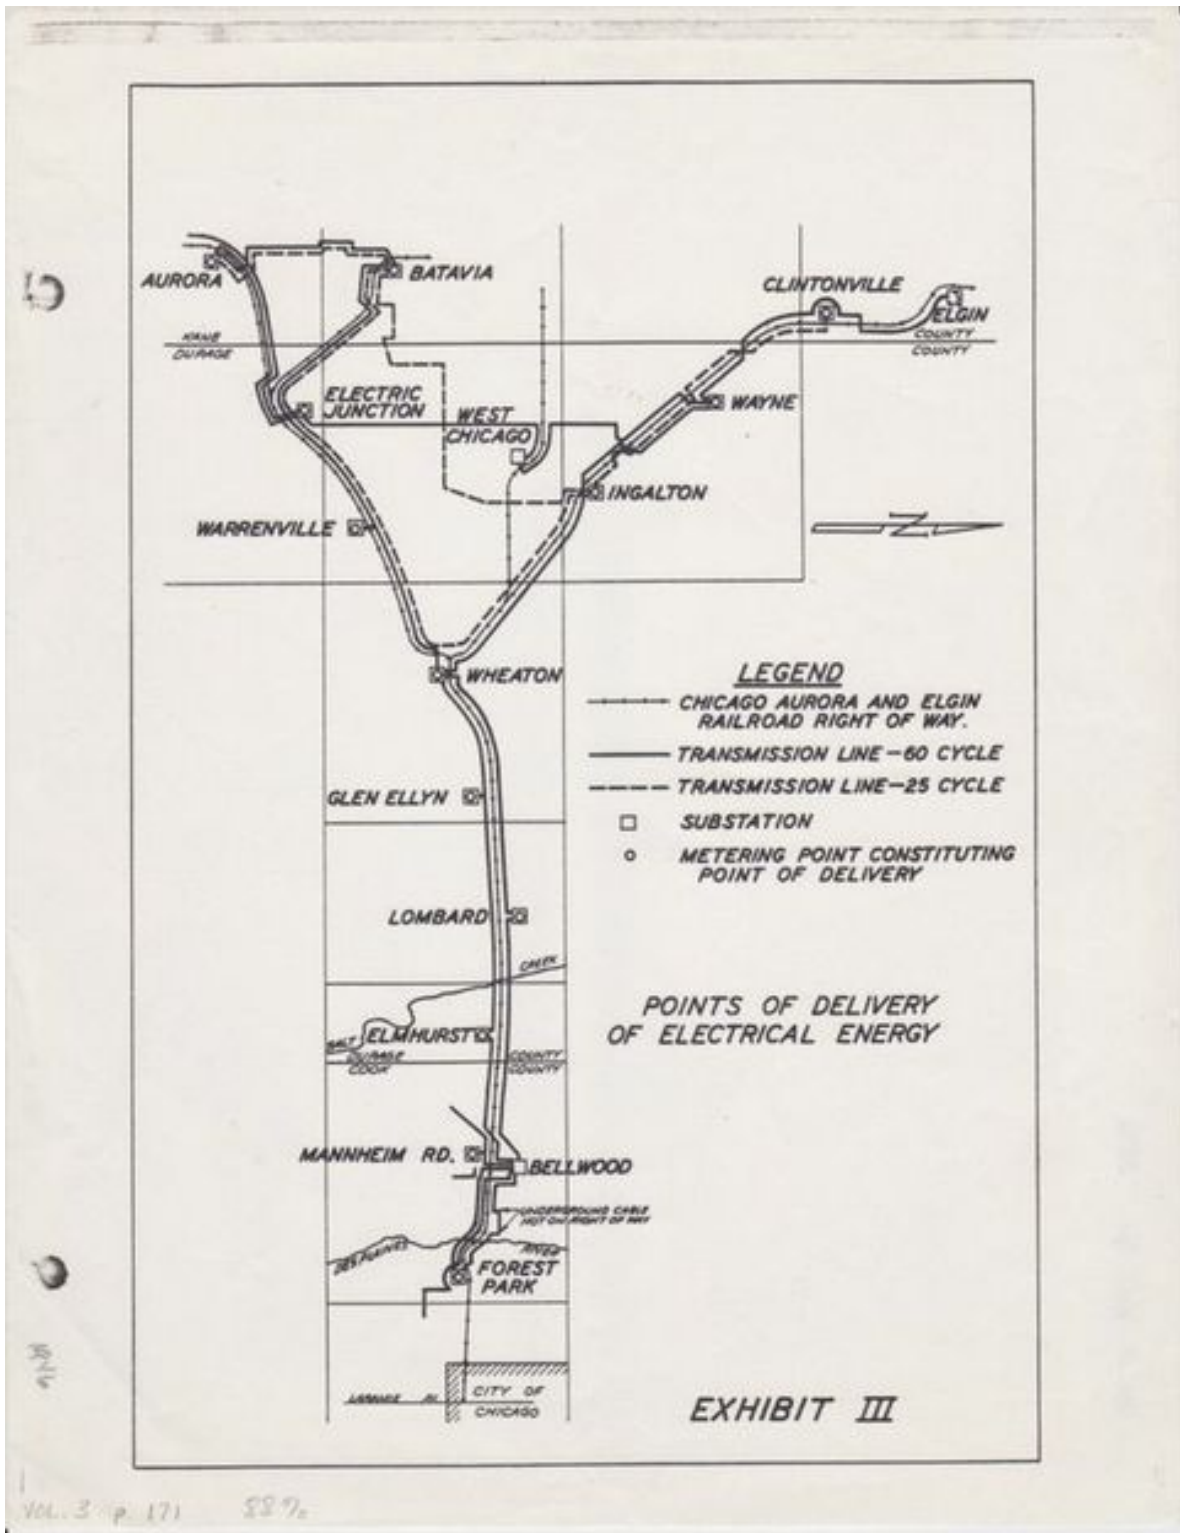 AURORA
BATAVIA
CLINTONVILLE
ELGIN
KANE
COUNTY
DUPAGE
COUNTY
ELECTRIC
JUNCTION
WEST
CHICAGO
WAYNE
INGALTON
WARRENVILLE
N
WHEATON
LEGEND
CHICAGO AURORA AND ELGIN
RAILROAD RIGHT OF WAY.
TRANSMISSION LINE-60 CYCLE
TRANSMISSION LINE-25 CYCLE
SUBSTATION
METERING POINT CONSTITUTING
POINT OF DELIVERY
GLEN ELLYN
LOMBARD
CREEK
SALT
ELMHURST
DUPAGE COUNTY
COOK COUNTY
POINTS OF DELIVERY
OF ELECTRICAL ENERGY
MANNHEIM RD.
BELLWOOD
UNDERGROUND CABLE
NOT ON RIGHT OF WAY
DES PLAINES RIVER
FOREST
PARK
CITY OF
CHICAGO
EXHIBIT III
VOL. 3 p. 171